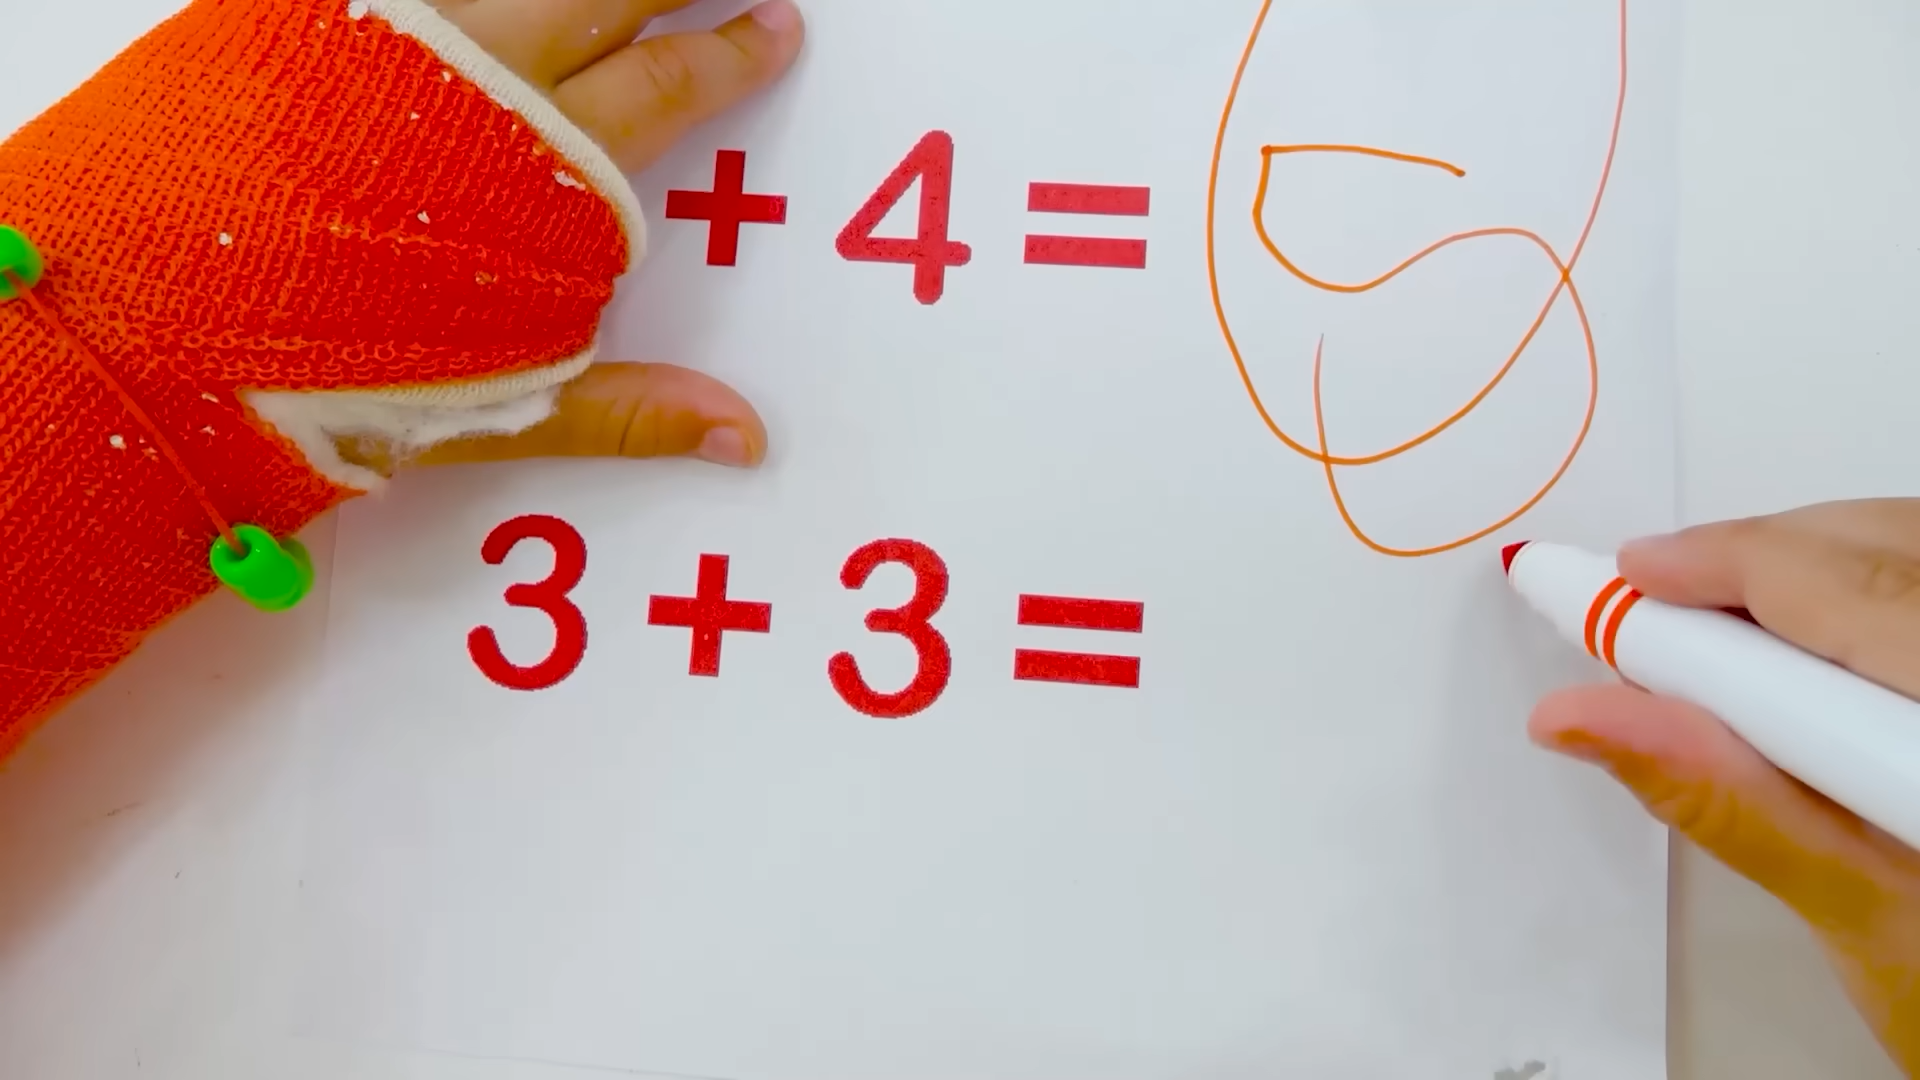 + 4 = 5
3 + 3 =